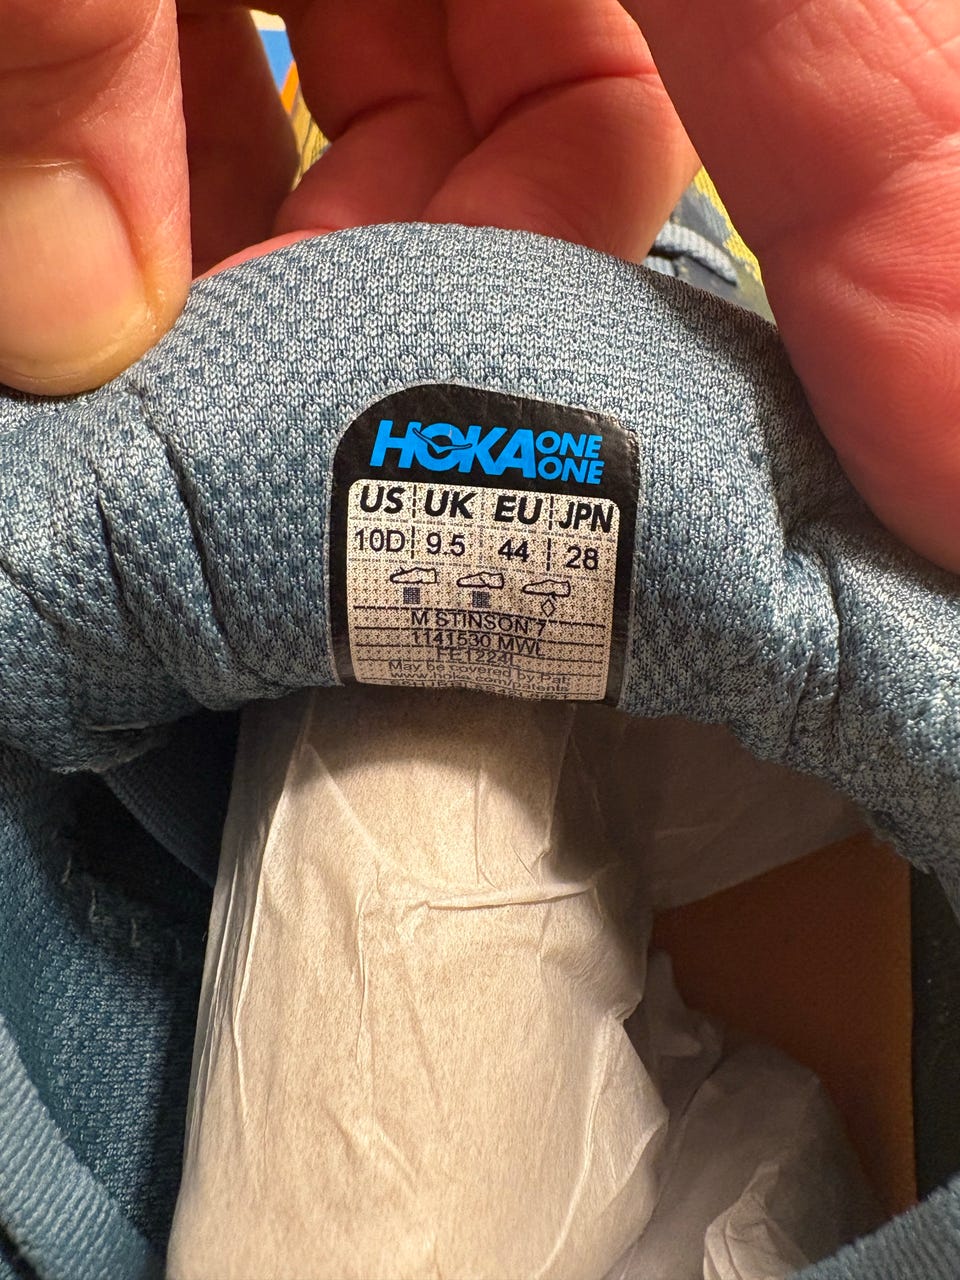 HOKA ONE ONE
US UK EU JPN
10D 9.5 44 28
M STINSON 7
1141530 MWL
May be covered by Pat: